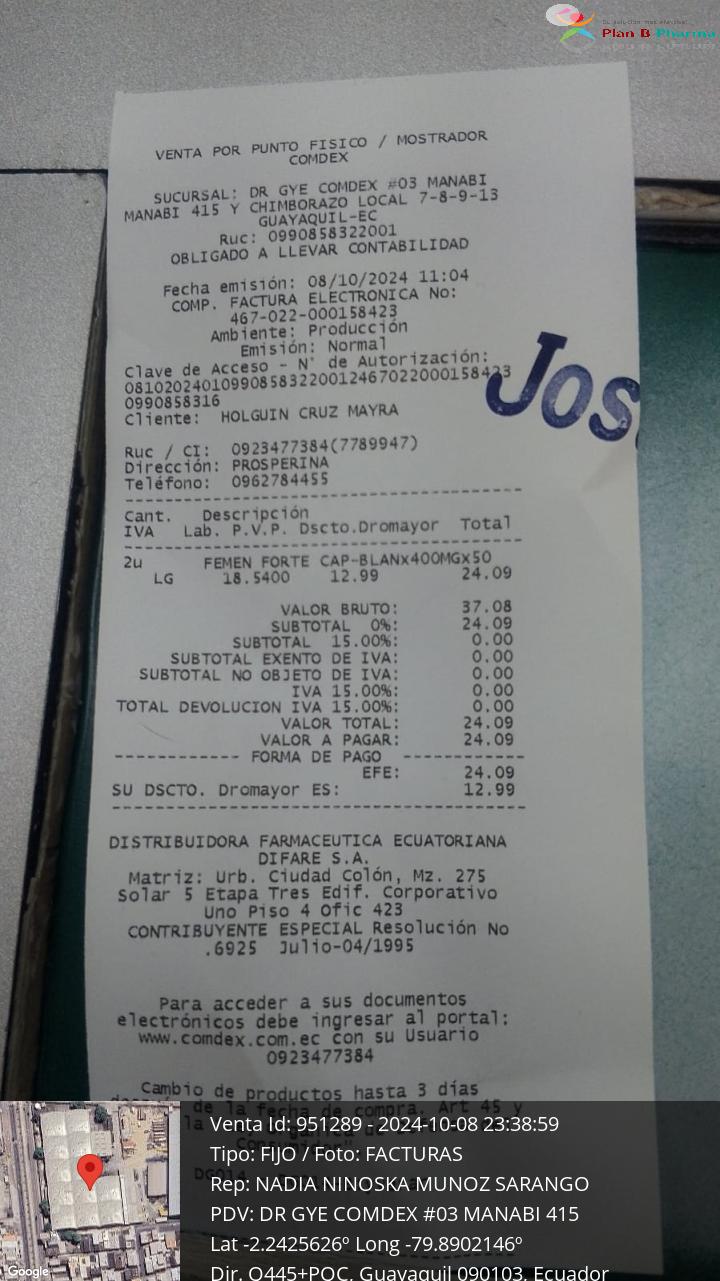 Plan B Pharma
VENTA POR PUNTO FISICO / MOSTRADOR
COMDEX
SUCURSAL: DR GYE COMDEX #03 MANABI
MANABI 415 Y CHIMBORAZO LOCAL 7-8-9-13
GUAYAQUIL-EC
Ruc: 0990858322001
OBLIGADO A LLEVAR CONTABILIDAD
Fecha emisión: 08/10/2024 11:04
COMP. FACTURA ELECTRONICA No:
467-022-000158423
Ambiente: Producción
Emisión: Normal
Clave de Acceso - N° de Autorización:
081020240109908583220012467022000158423
0990858316
Cliente: HOLGUIN CRUZ MAYRA
Jos
Ruc / CI: 0923477384(7789947)
Dirección: PROSPERINA
Teléfono: 0962784455
Cant. Descripción
IVA Lab. P.V.P. Dscto.Dromayor Total
2u FEMEN FORTE CAP-BLANx400MGx50
LG 18.5400 12.99 24.09
VALOR BRUTO: 37.08
SUBTOTAL 0%: 24.09
SUBTOTAL 15.00%: 0.00
SUBTOTAL EXENTO DE IVA: 0.00
SUBTOTAL NO OBJETO DE IVA: 0.00
IVA 15.00%: 0.00
TOTAL DEVOLUCION IVA 15.00%: 0.00
VALOR TOTAL: 24.09
VALOR A PAGAR: 24.09
------------ FORMA DE PAGO ------------
EFE: 24.09
SU DSCTO. Dromayor ES: 12.99
DISTRIBUIDORA FARMACEUTICA ECUATORIANA
DIFARE S.A.
Matriz: Urb. Ciudad Colón, Mz. 275
Solar 5 Etapa Tres Edif. Corporativo
Uno Piso 4 Ofic 423
CONTRIBUYENTE ESPECIAL Resolución No
.6925 Julio-04/1995
Para acceder a sus documentos
electrónicos debe ingresar al portal:
www.comdex.com.ec con su Usuario
0923477384
Cambio de productos hasta 3 días
de la fecha de compra. Art 45 y
la
Venta Id: 951289 - 2024-10-08 23:38:59
Tipo: FIJO / Foto: FACTURAS
Rep: NADIA NINOSKA MUNOZ SARANGO
PDV: DR GYE COMDEX #03 MANABI 415
Lat -2.2425626º Long -79.8902146º
Dir. Q445+PQC, Guayaquil 090103, Ecuador
Google